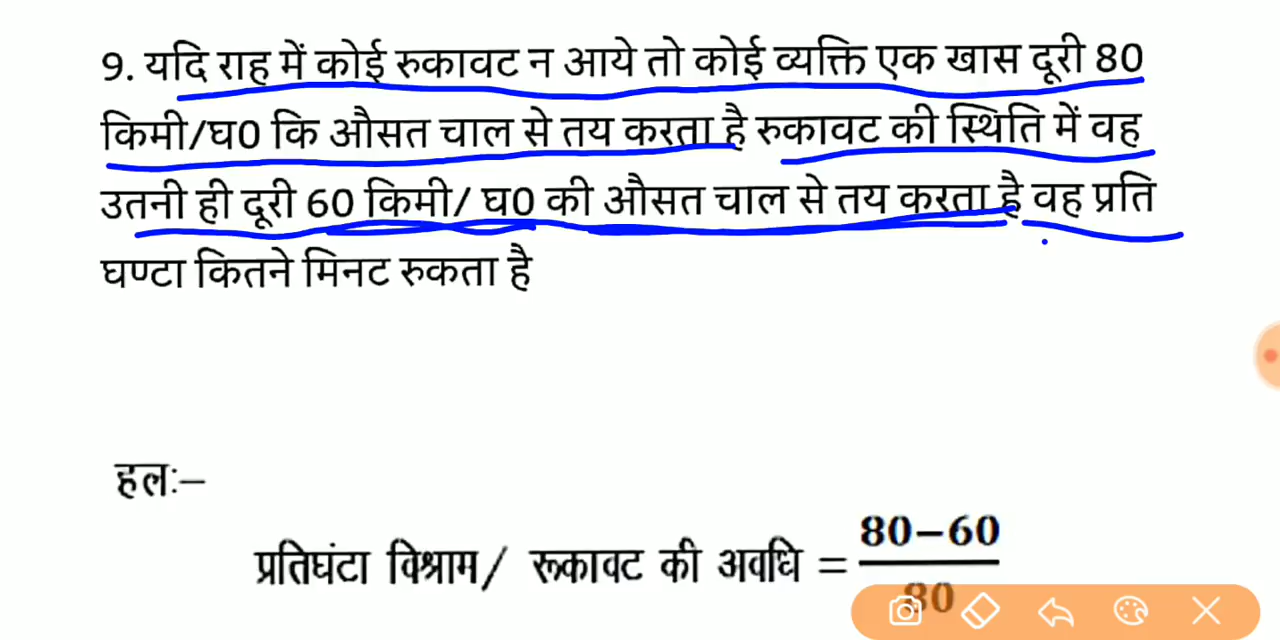 9. यदि राह में कोई रुकावट न आये तो कोई व्यक्ति एक खास दूरी 80
किमी/घ0 कि औसत चाल से तय करता है रुकावट की स्थिति में वह
उतनी ही दूरी 60 किमी/ घ0 की औसत चाल से तय करता है वह प्रति
घण्टा कितने मिनट रुकता है
हल:–
प्रतिघंटा विश्राम/ रूकावट की अवधि = 80−60
80